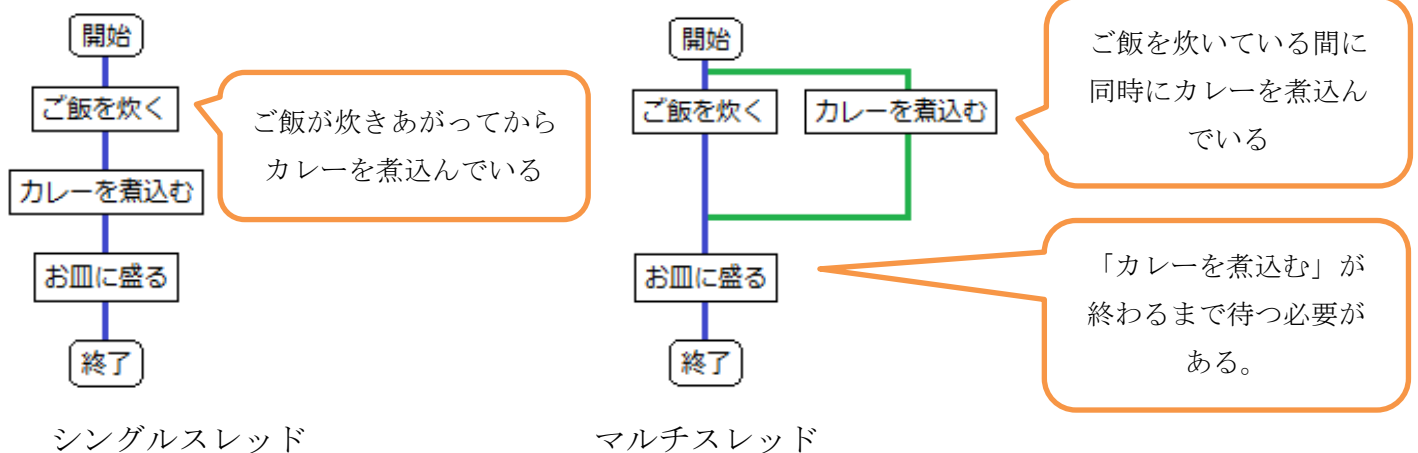 開始
ご飯を炊く
カレーを煮込む
お皿に盛る
終了
ご飯が炊きあがってから
カレーを煮込んでいる
シングルスレッド
開始
ご飯を炊く
カレーを煮込む
お皿に盛る
終了
ご飯を炊いている間に
同時にカレーを煮込ん
でいる
「カレーを煮込む」が
終わるまで待つ必要が
ある。
マルチスレッド